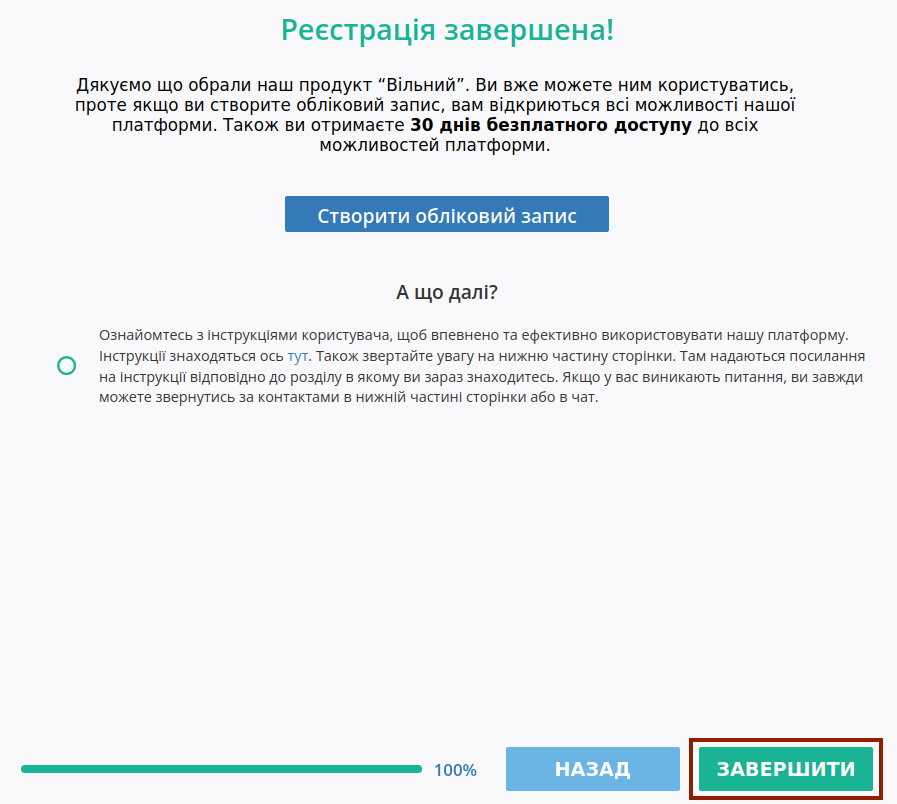 Реєстрація завершена!
Дякуємо що обрали наш продукт “Вільний”. Ви вже можете ним користуватись,
проте якщо ви створите обліковий запис, вам відкриються всі можливості нашої
платформи. Також ви отримаєте 30 днів безплатного доступу до всіх
можливостей платформи.
Створити обліковий запис
А що далі?
Ознайомтесь з інструкціями користувача, щоб впевнено та ефективно використовувати нашу платформу.
Інструкції знаходяться ось тут. Також звертайте увагу на нижню частину сторінки. Там надаються посилання
на інструкції відповідно до розділу в якому ви зараз знаходитесь. Якщо у вас виникають питання, ви завжди
можете звернутись за контактами в нижній частині сторінки або в чат.
100%
НАЗАД
ЗАВЕРШИТИ